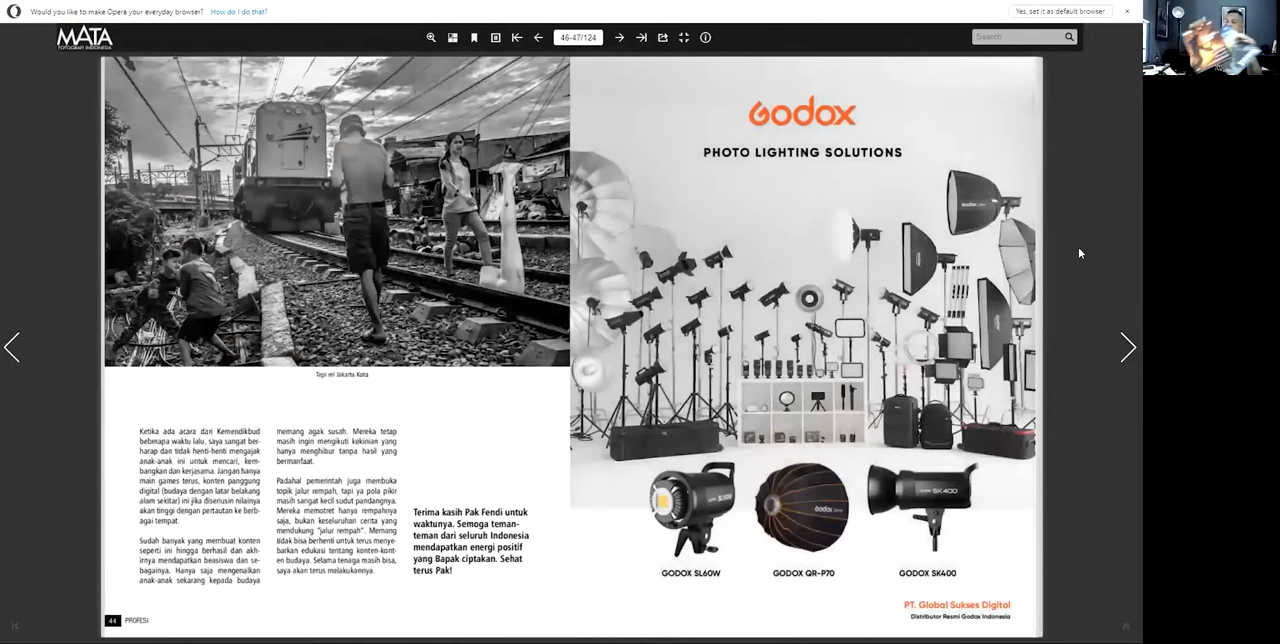 Would you like to make Opera your everyday browser? How do I do that?
Yes, set it as default browser
MATA
FOTOGRAFI INDONESIA
46-47/124
Search
Tepi rel Jakarta Kota
Ketika ada acara dari Kemendikbud
beberapa waktu lalu, saya sangat ber-
harap dan tidak henti-henti mengajak
anak-anak ini untuk mencari, kem-
bangkan dan kerjasama. Jangan hanya
main games terus, konten panggung
digital (budaya dengan latar belakang
alam sekitar) ini jika diseriusin nilainya
akan tinggi dengan pertautan ke berb-
agai tempat.
Sudah banyak yang membuat konten
seperti ini hingga berhasil dan akh-
irnya mendapatkan beasiswa dan se-
bagainya. Hanya saja mengenalkan
anak-anak sekarang kepada budaya
memang agak susah. Mereka tetap
masih ingin mengikuti kekinian yang
hanya menghibur tanpa hasil yang
bermanfaat.
Padahal pemerintah juga membuka
topik jalur rempah, tapi ya pola pikir
masih sangat kecil sudut pandangnya.
Mereka memotret hanya rempahnya
saja, bukan keseluruhan cerita yang
mendukung "jalur rempah". Memang
tidak bisa berhenti untuk terus menye-
barkan edukasi tentang konten-kont-
en budaya. Selama tenaga masih bisa,
saya akan terus melakukannya.
Terima kasih Pak Fendi untuk
waktunya. Semoga teman-
teman dari seluruh Indonesia
mendapatkan energi positif
yang Bapak ciptakan. Sehat
terus Pak!
44 PROFESI
Godox
PHOTO LIGHTING SOLUTIONS
GODOX SL60W
GODOX QR-P70
GODOX SK400
PT. Global Sukses Digital
Distributor Resmi Godox Indonesia